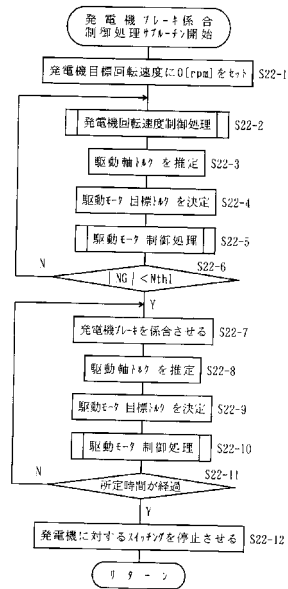 発電機ブレーキ係合
制御処理サブルーチン開始
発電機目標回転速度に0[rpm]をセット S22-1
発電機回転速度制御処理 S22-2
駆動軸トルク を推定 S22-3
駆動モータ 目標トルク を決定 S22-4
駆動モータ 制御処理 S22-5
S22-6
N |NG|<Nth1
Y
発電機ブレーキを係合させる S22-7
駆動軸トルク を推定 S22-8
駆動モータ 目標トルク を決定 S22-9
駆動モータ 制御処理 S22-10
S22-11
N 所定時間が経過
Y
発電機に対するスイッチングを停止させる S22-12
リターン